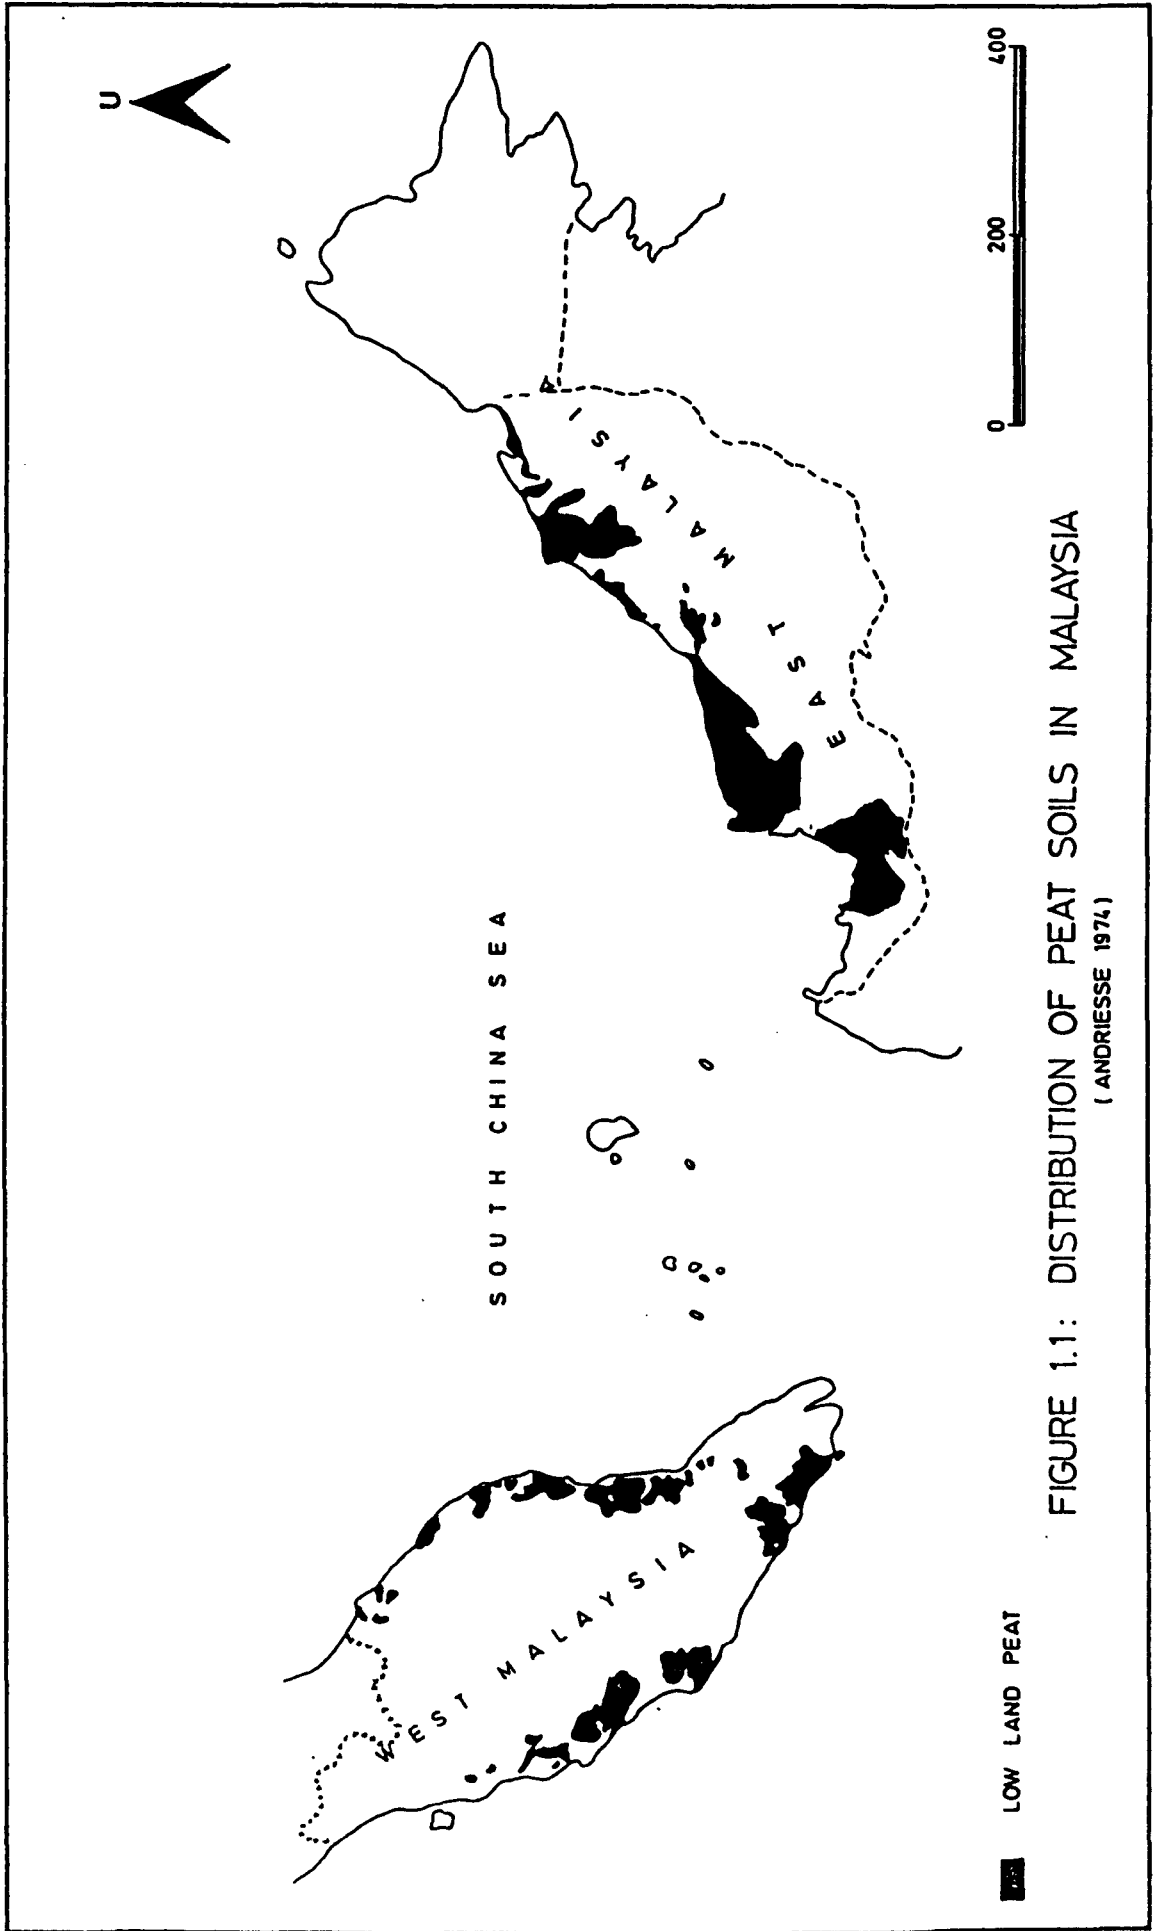 U
SOUTH CHINA SEA
WEST MALAYSIA
EAST MALAYSIA
LOW LAND PEAT
0 200 400
FIGURE 1.1: DISTRIBUTION OF PEAT SOILS IN MALAYSIA
(ANDRIESSE 1974)